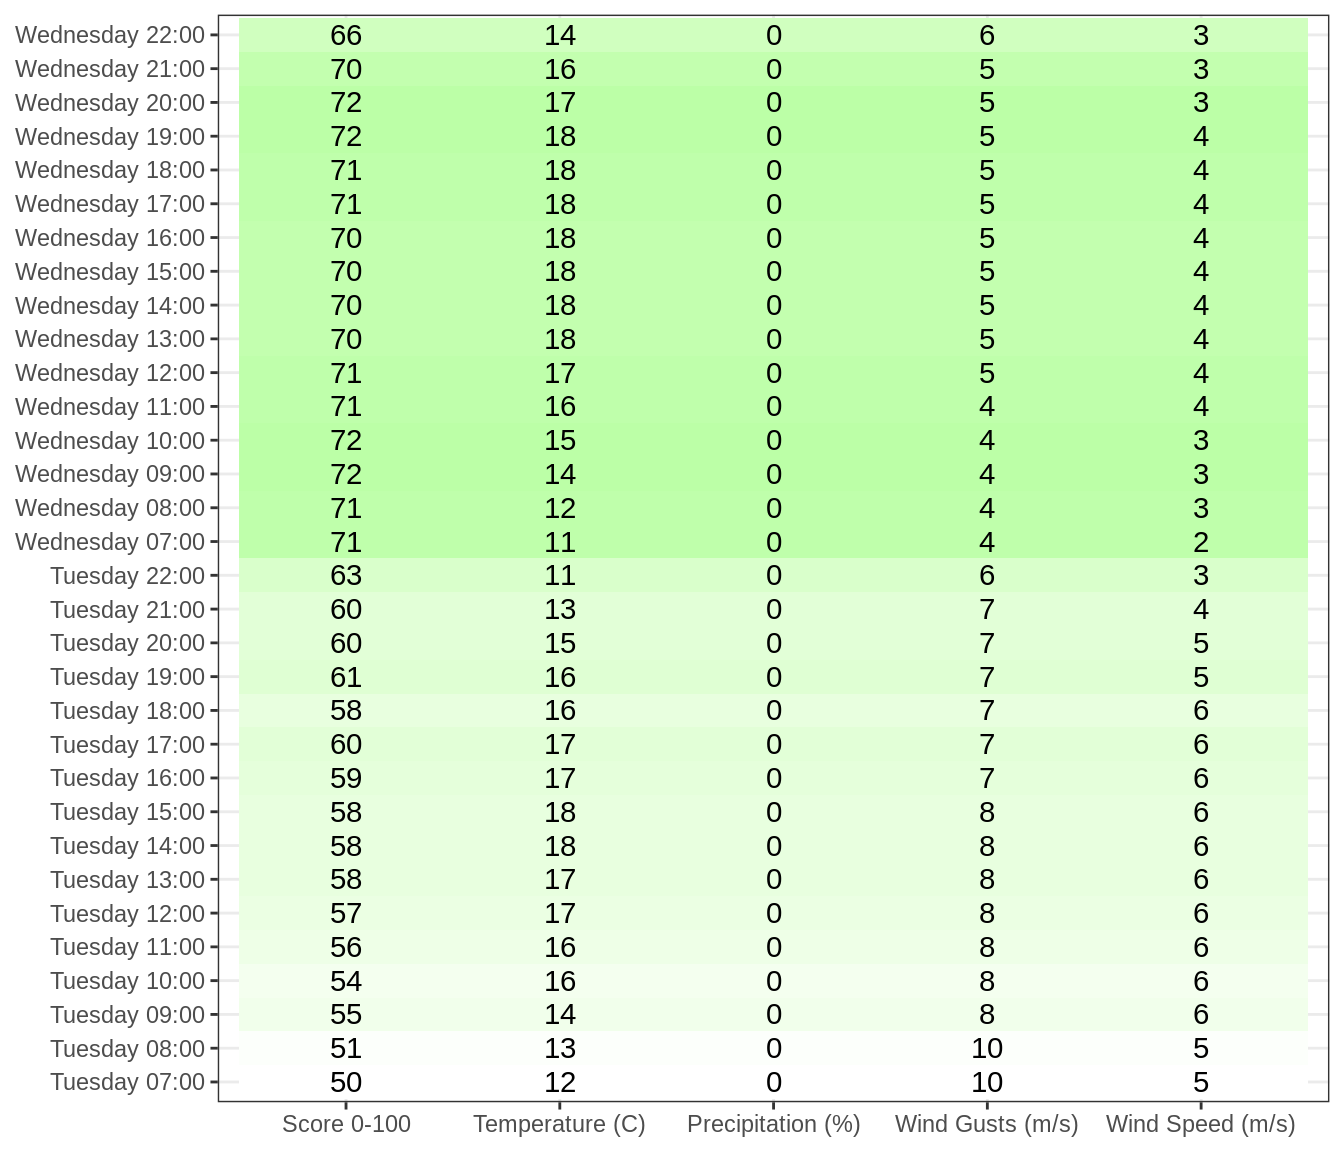 Wednesday 22:00 66 14 0 6 3
Wednesday 21:00 70 16 0 5 3
Wednesday 20:00 72 17 0 5 3
Wednesday 19:00 72 18 0 5 4
Wednesday 18:00 71 18 0 5 4
Wednesday 17:00 71 18 0 5 4
Wednesday 16:00 70 18 0 5 4
Wednesday 15:00 70 18 0 5 4
Wednesday 14:00 70 18 0 5 4
Wednesday 13:00 70 18 0 5 4
Wednesday 12:00 71 17 0 5 4
Wednesday 11:00 71 16 0 4 4
Wednesday 10:00 72 15 0 4 3
Wednesday 09:00 72 14 0 4 3
Wednesday 08:00 71 12 0 4 3
Wednesday 07:00 71 11 0 4 2
Tuesday 22:00 63 11 0 6 3
Tuesday 21:00 60 13 0 7 4
Tuesday 20:00 60 15 0 7 5
Tuesday 19:00 61 16 0 7 5
Tuesday 18:00 58 16 0 7 6
Tuesday 17:00 60 17 0 7 6
Tuesday 16:00 59 17 0 7 6
Tuesday 15:00 58 18 0 8 6
Tuesday 14:00 58 18 0 8 6
Tuesday 13:00 58 17 0 8 6
Tuesday 12:00 57 17 0 8 6
Tuesday 11:00 56 16 0 8 6
Tuesday 10:00 54 16 0 8 6
Tuesday 09:00 55 14 0 8 6
Tuesday 08:00 51 13 0 10 5
Tuesday 07:00 50 12 0 10 5
Score 0-100 Temperature (C) Precipitation (%) Wind Gusts (m/s) Wind Speed (m/s)